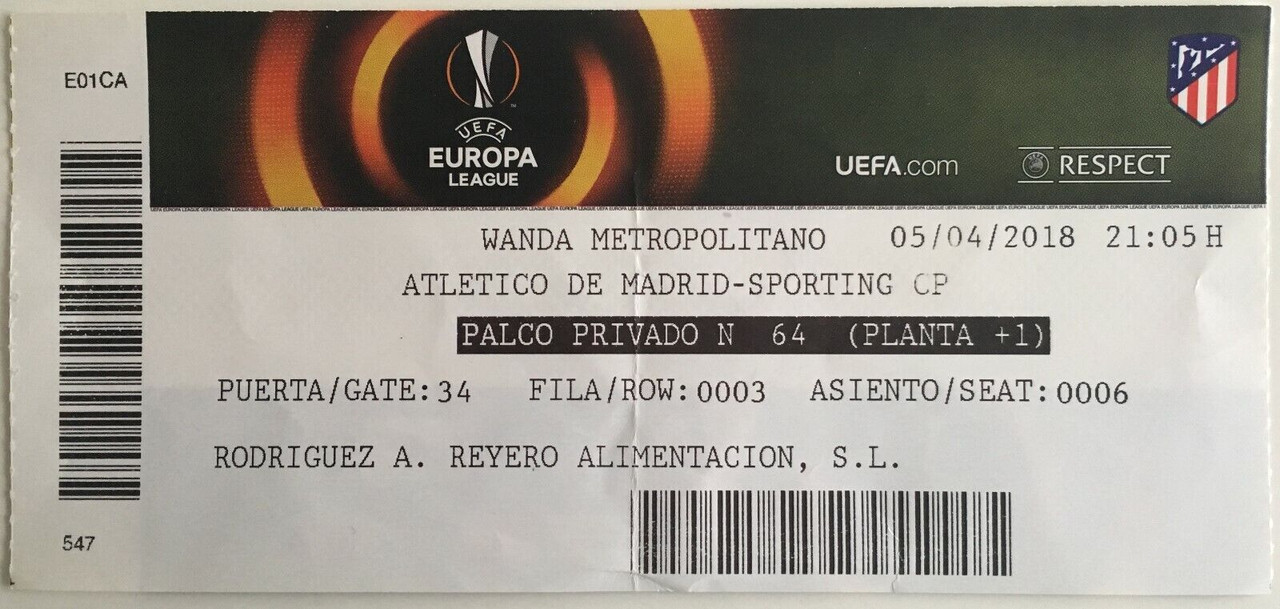 E01CA
UEFA
EUROPA
LEAGUE
UEFA.com
RESPECT
WANDA METROPOLITANO 05/04/2018 21:05H
ATLETICO DE MADRID-SPORTING CP
PALCO PRIVADO N 64 (PLANTA +1)
PUERTA/GATE:34 FILA/ROW:0003 ASIENTO/SEAT:0006
RODRIGUEZ A. REYERO ALIMENTACION, S.L.
547